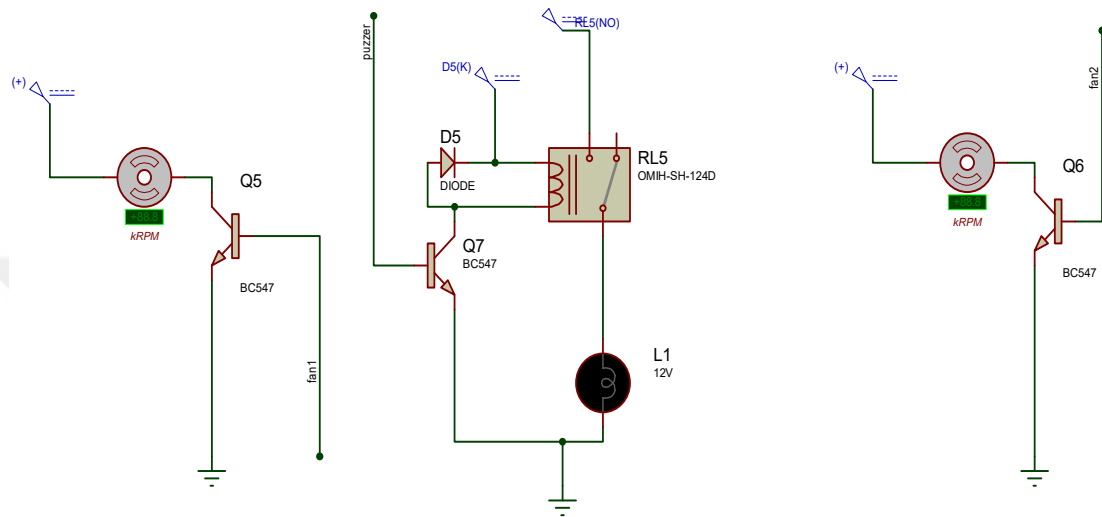 (+)
+88.8
kRPM
Q5
BC547
fan1
puzzer
D5(K)
RL5(NO)
D5
DIODE
RL5
OMIH-SH-124D
Q7
BC547
L1
12V
(+)
+88.8
kRPM
Q6
BC547
fan2